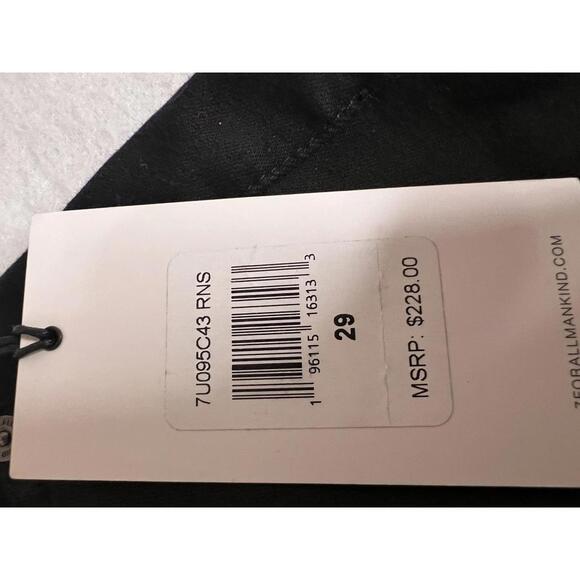 7U095C43 RNS
1 96115 16313 3
29
MSRP: $228.00
7FORALLMANKIND.COM